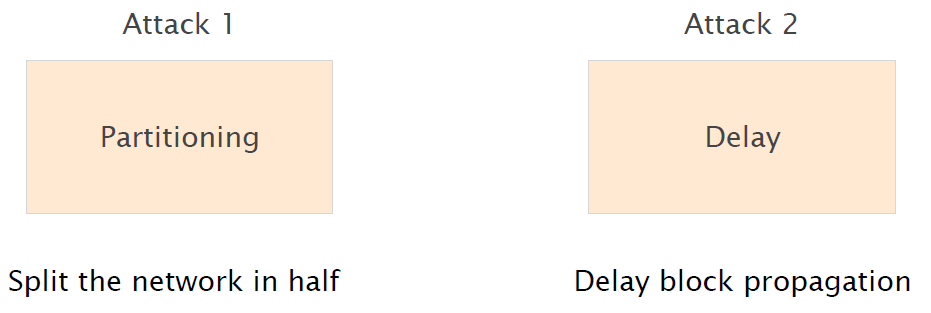 Attack 1
Partitioning
Split the network in half
Attack 2
Delay
Delay block propagation